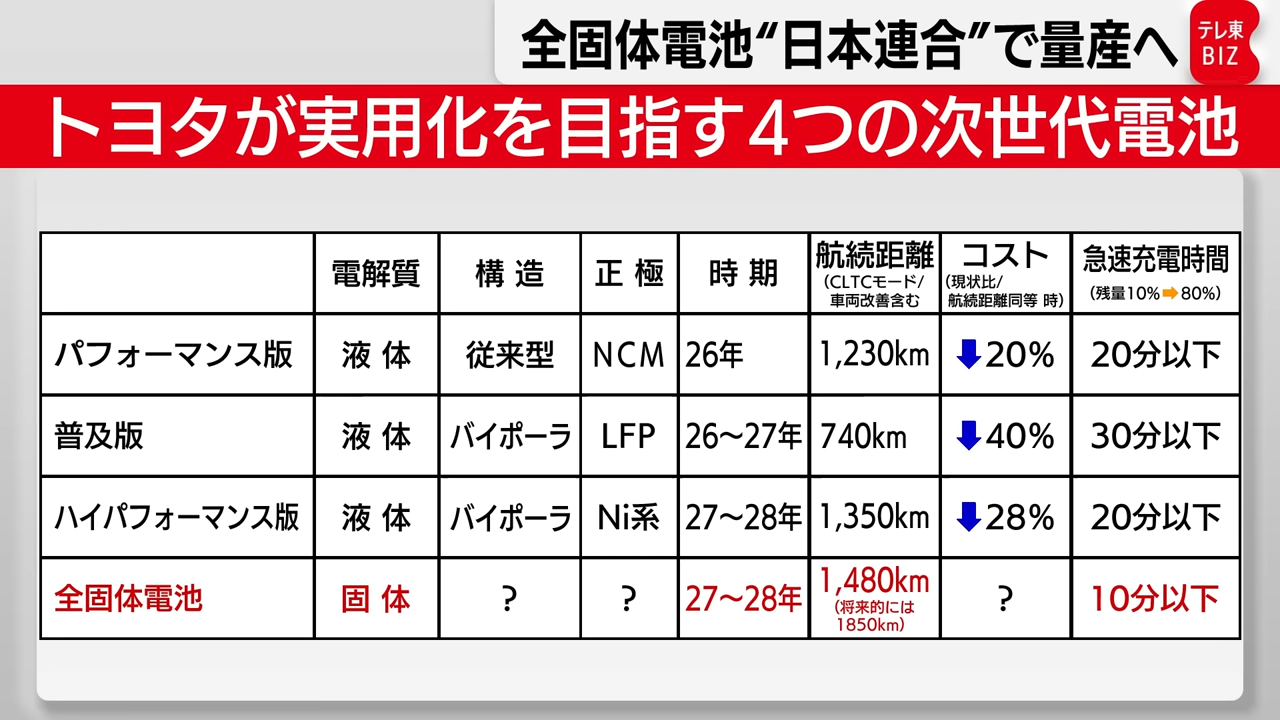 全固体電池“日本連合”で量産へ
テレ東
BIZ
トヨタが実用化を目指す4つの次世代電池
電解質 構造 正極 時期 航続距離 (CLTCモード/ 車両改善含む) コスト (現状比/ 航続距離同等 時) 急速充電時間 (残量10%➡80%)
パフォーマンス版 液体 従来型 NCM 26年 1,230km ⬇20% 20分以下
普及版 液体 バイポーラ LFP 26〜27年 740km ⬇40% 30分以下
ハイパフォーマンス版 液体 バイポーラ Ni系 27〜28年 1,350km ⬇28% 20分以下
全固体電池 固体 ? ? 27〜28年 1,480km (将来的には 1850km) ? 10分以下